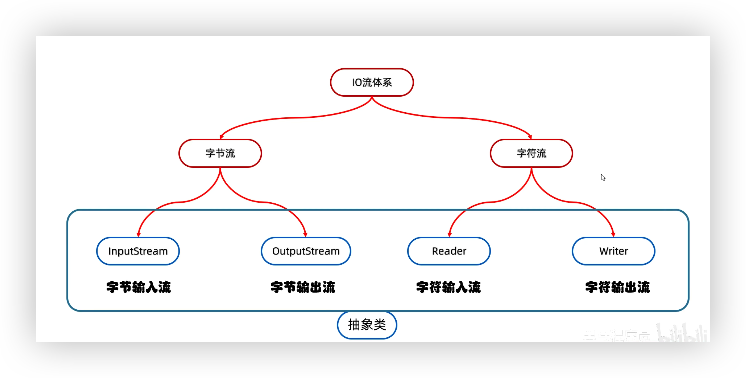 IO流体系
字节流
字符流
InputStream
OutputStream
Reader
Writer
字节输入流
字节输出流
字符输入流
字符输出流
抽象类
bilibili